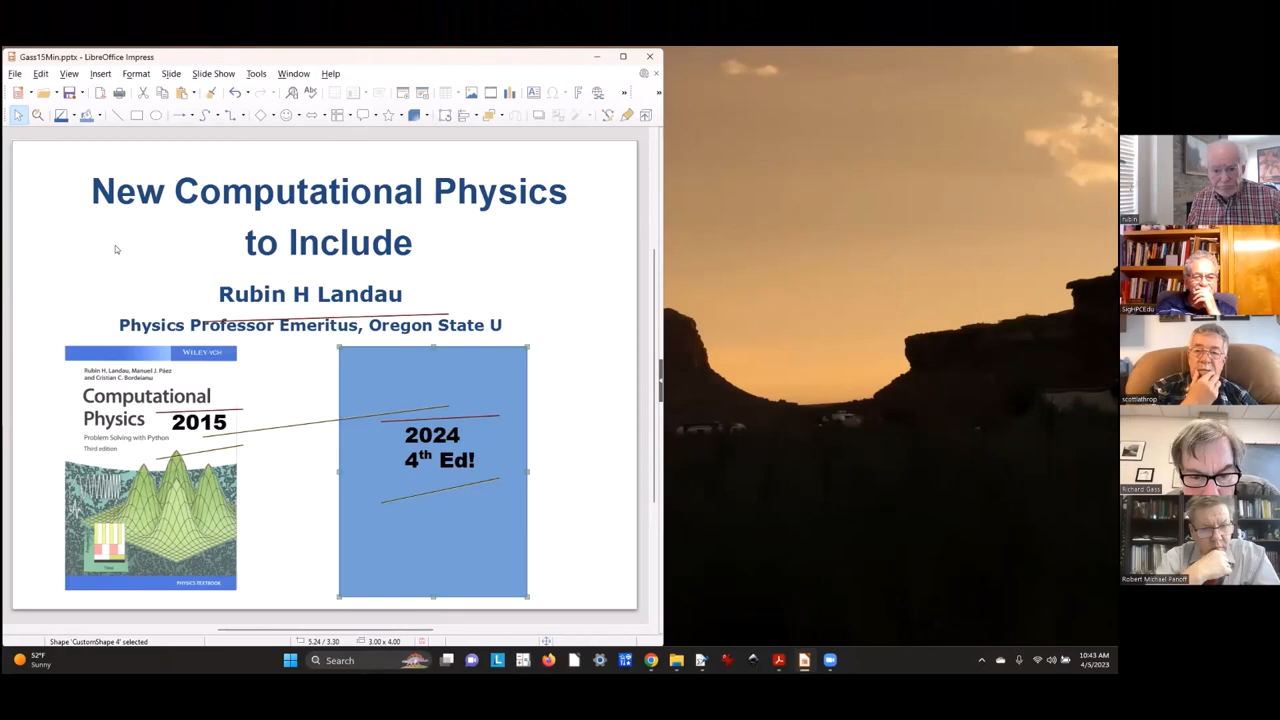 Gass15Min.pptx - LibreOffice Impress
File Edit View Insert Format Slide Slide Show Tools Window Help
New Computational Physics
to Include
Rubin H Landau
Physics Professor Emeritus, Oregon State U
WILEY-VCH
Rubin H. Landau, Manuel J. Páez
and Cristian C. Bordeianu
Computational
Physics
2015
Problem Solving with Python
Third edition
PHYSICS TEXTBOOK
2024
4th Ed!
Shape 'CustomShape 4' selected
5.24 / 3.30
3.00 x 4.00
52°F
Sunny
Search
10:43 AM
4/5/2023
rubin
SigHPCEdu
scottlathrop
Richard Gass
Robert Michael Panoff